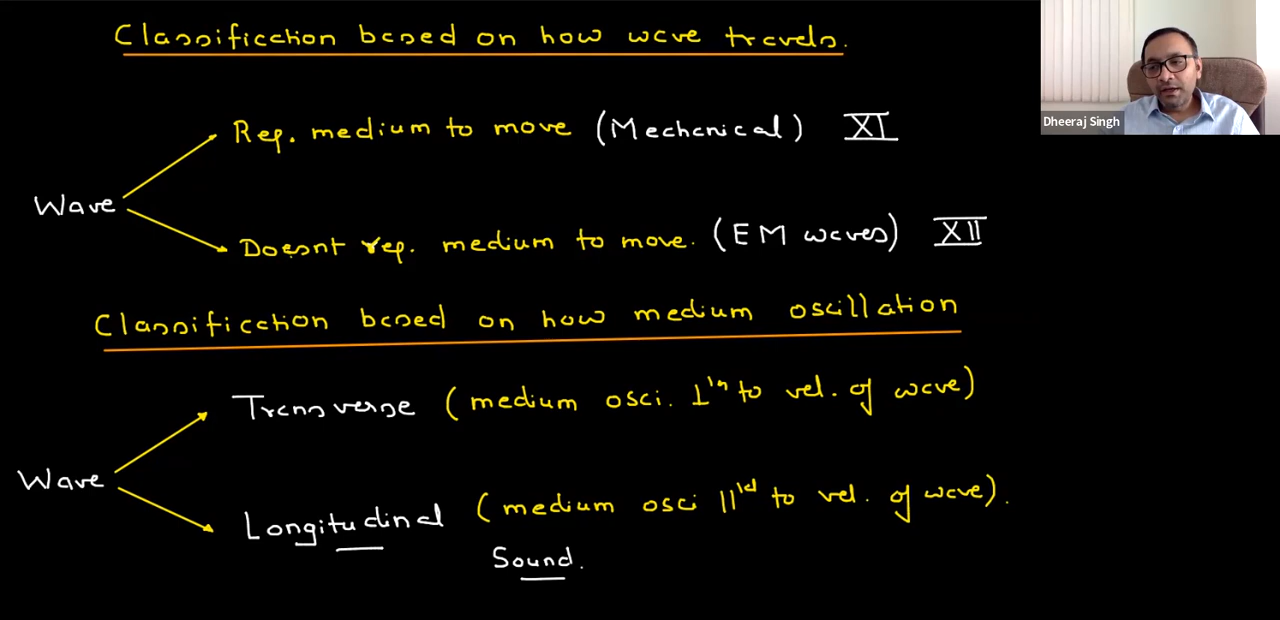 Classification based on how wave travels.
Dheeraj Singh
Req. medium to move (Mechanical) XI
Wave
Doesnt req. medium to move. (EM waves) XII
Classification based on how medium oscillation
Transverse (medium osci. ⊥ to vel. of wave)
Wave
Longitudinal (medium osci ||el to vel. of wave).
Sound.